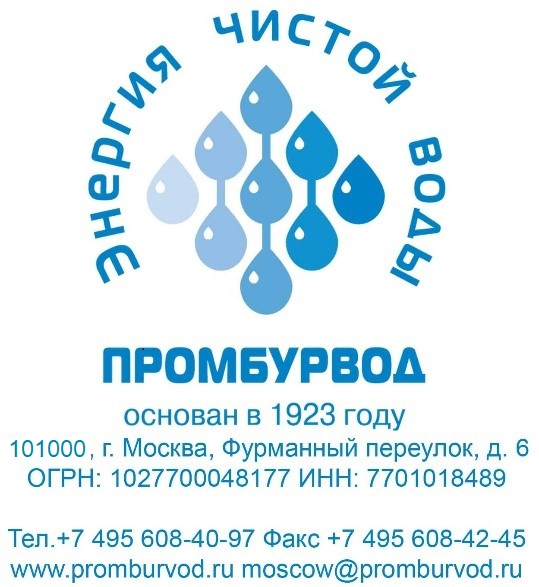 Энергия чистой воды
ПРОМБУРВОД
основан в 1923 году
101000, г. Москва, Фурманный переулок, д. 6
ОГРН: 1027700048177 ИНН: 7701018489
Тел.+7 495 608-40-97 Факс +7 495 608-42-45
www.promburvod.ru moscow@promburvod.ru